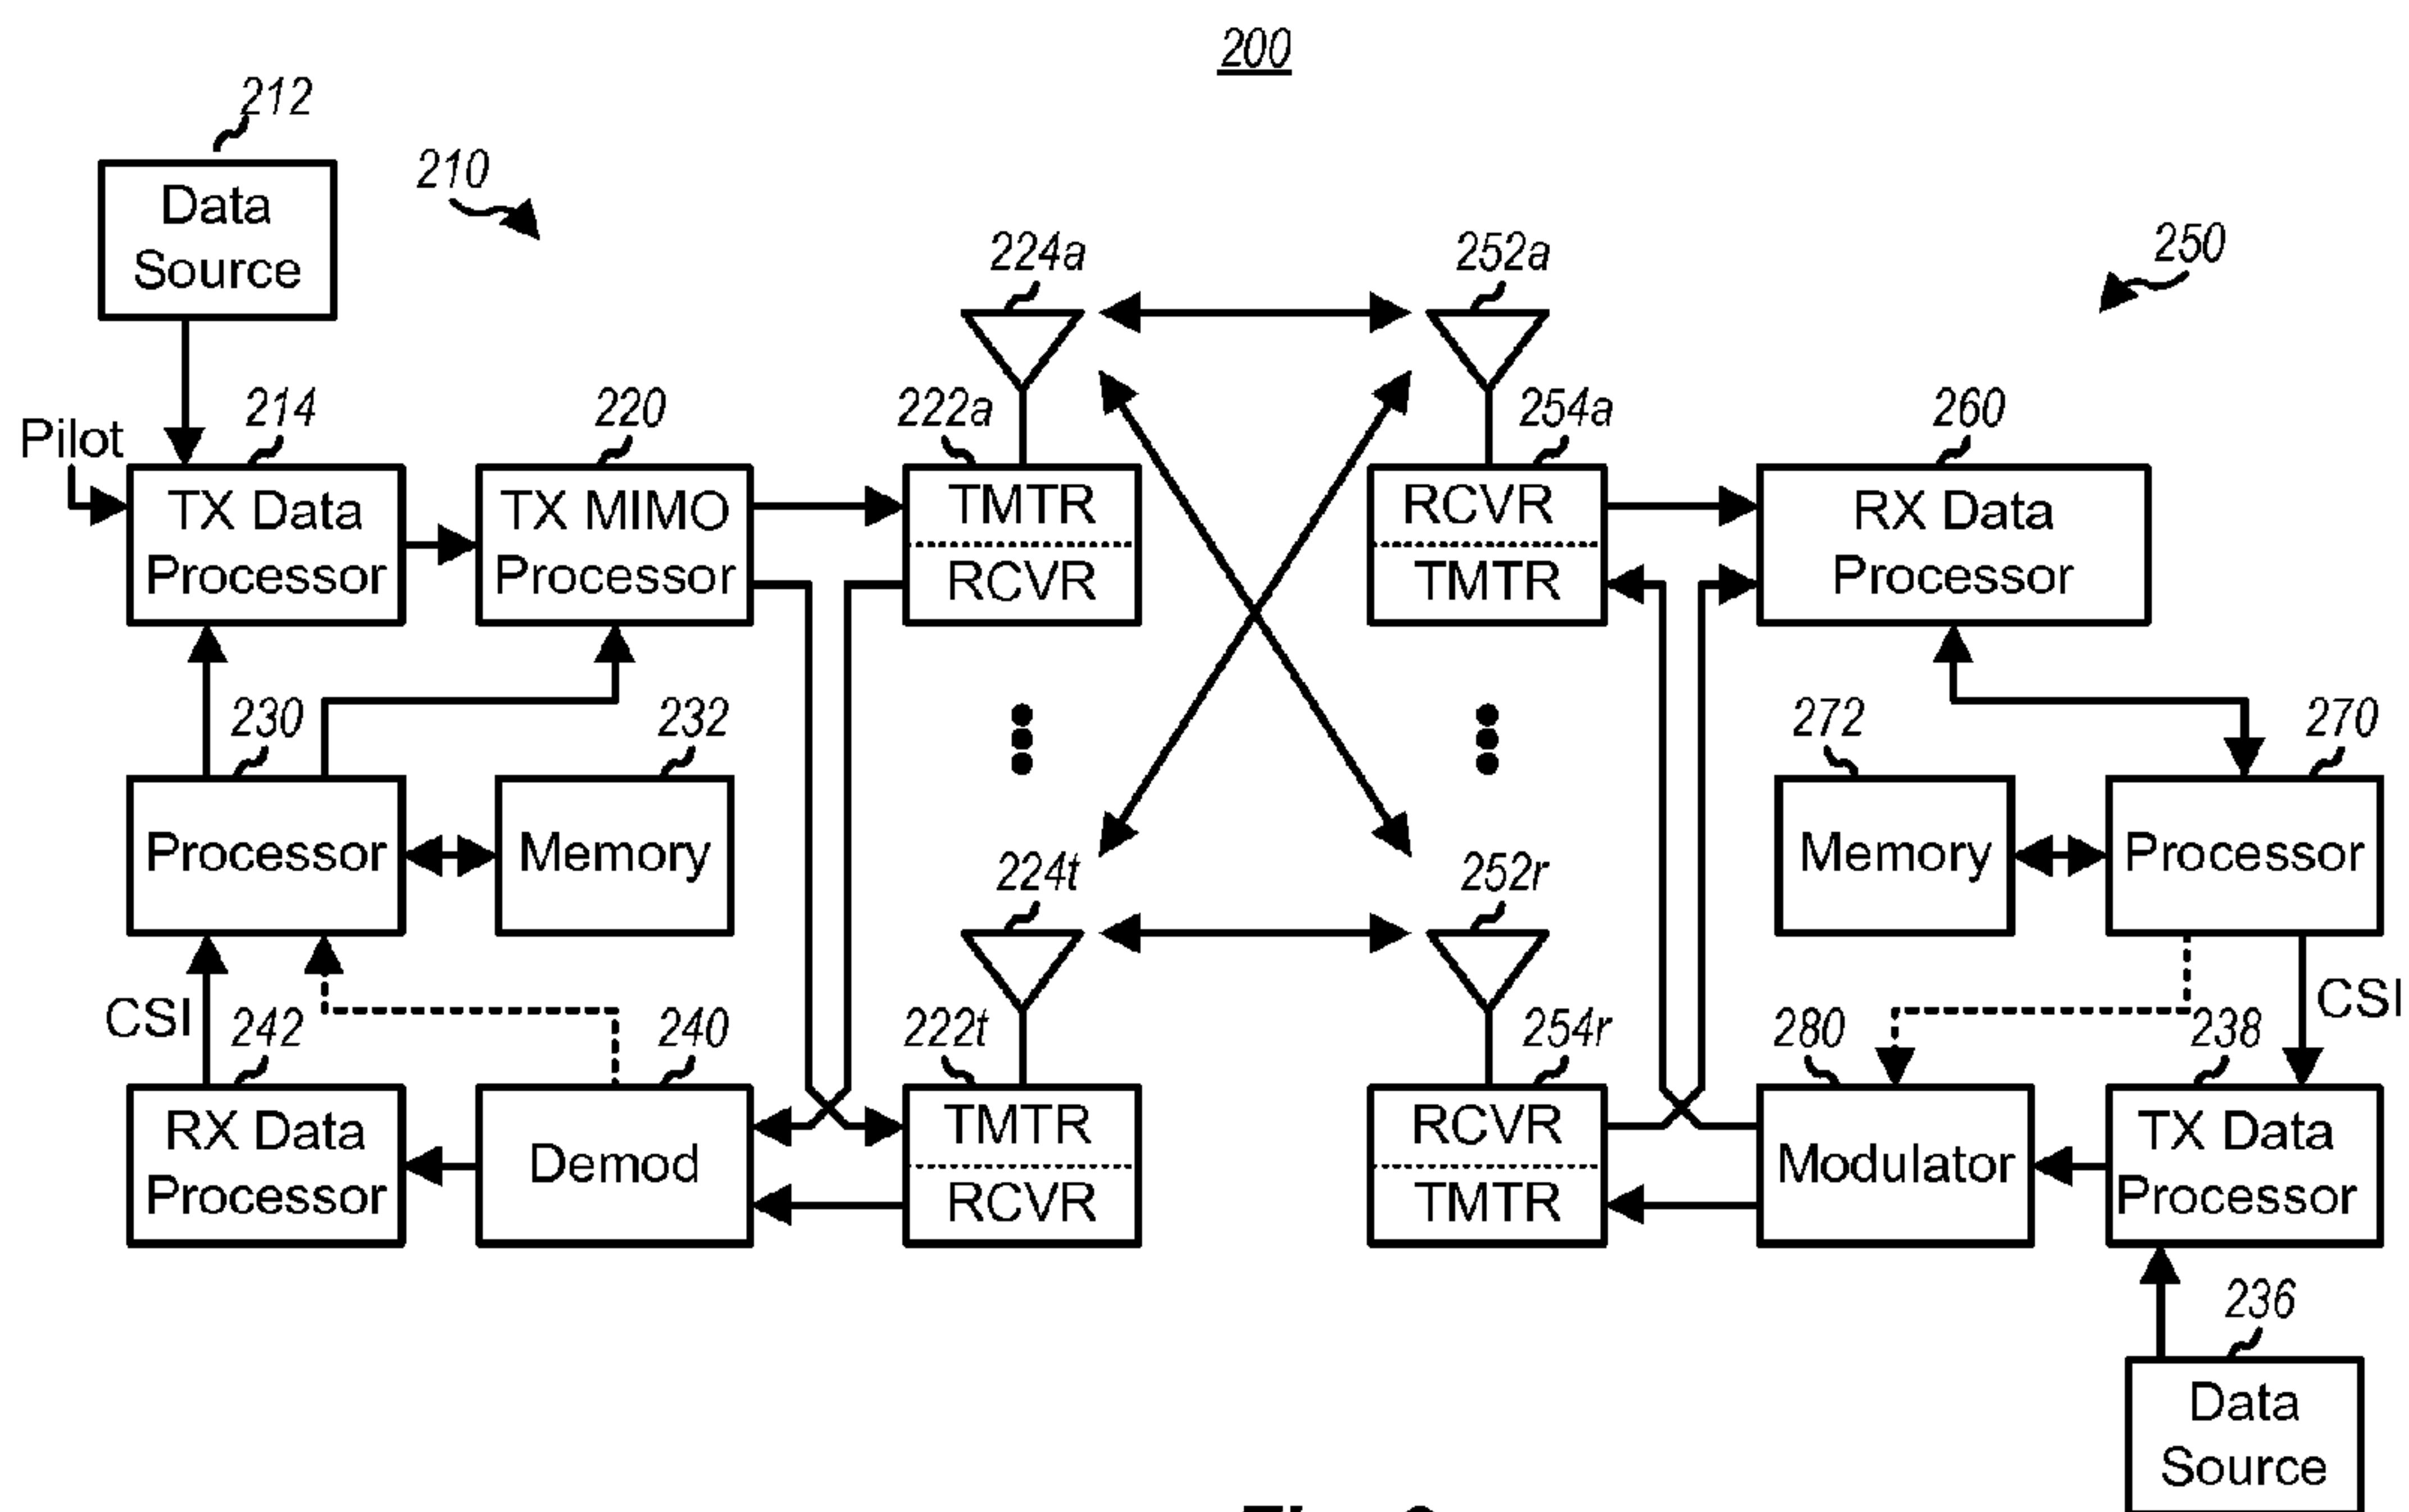 200
212
Data
Source
210
250
224a
252a
Pilot
214
220
222a
254a
260
TX Data
Processor
TX MIMO
Processor
TMTR
RCVR
RCVR
TMTR
RX Data
Processor
230
232
272
270
Processor
Memory
Memory
Processor
224t
252r
CSI
242
240
222t
254r
280
238
CSI
RX Data
Processor
Demod
TMTR
RCVR
RCVR
TMTR
Modulator
TX Data
Processor
236
Data
Source